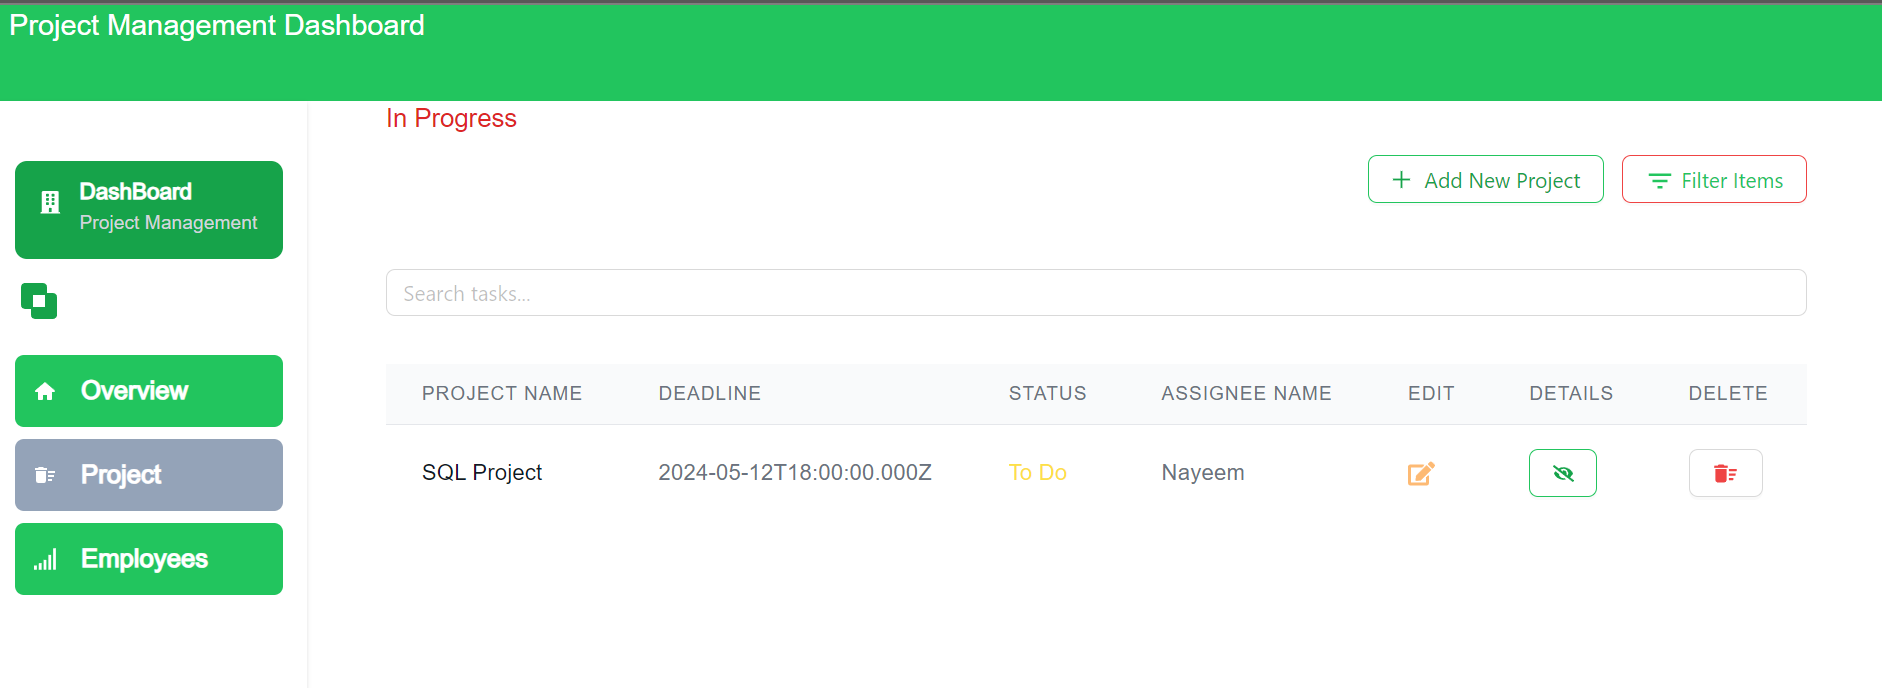 Project Management Dashboard
In Progress
DashBoard
Project Management
Add New Project
Filter Items
Search tasks...
Overview
Project
Employees
PROJECT NAME DEADLINE STATUS ASSIGNEE NAME EDIT DETAILS DELETE
SQL Project 2024-05-12T18:00:00.000Z To Do Nayeem